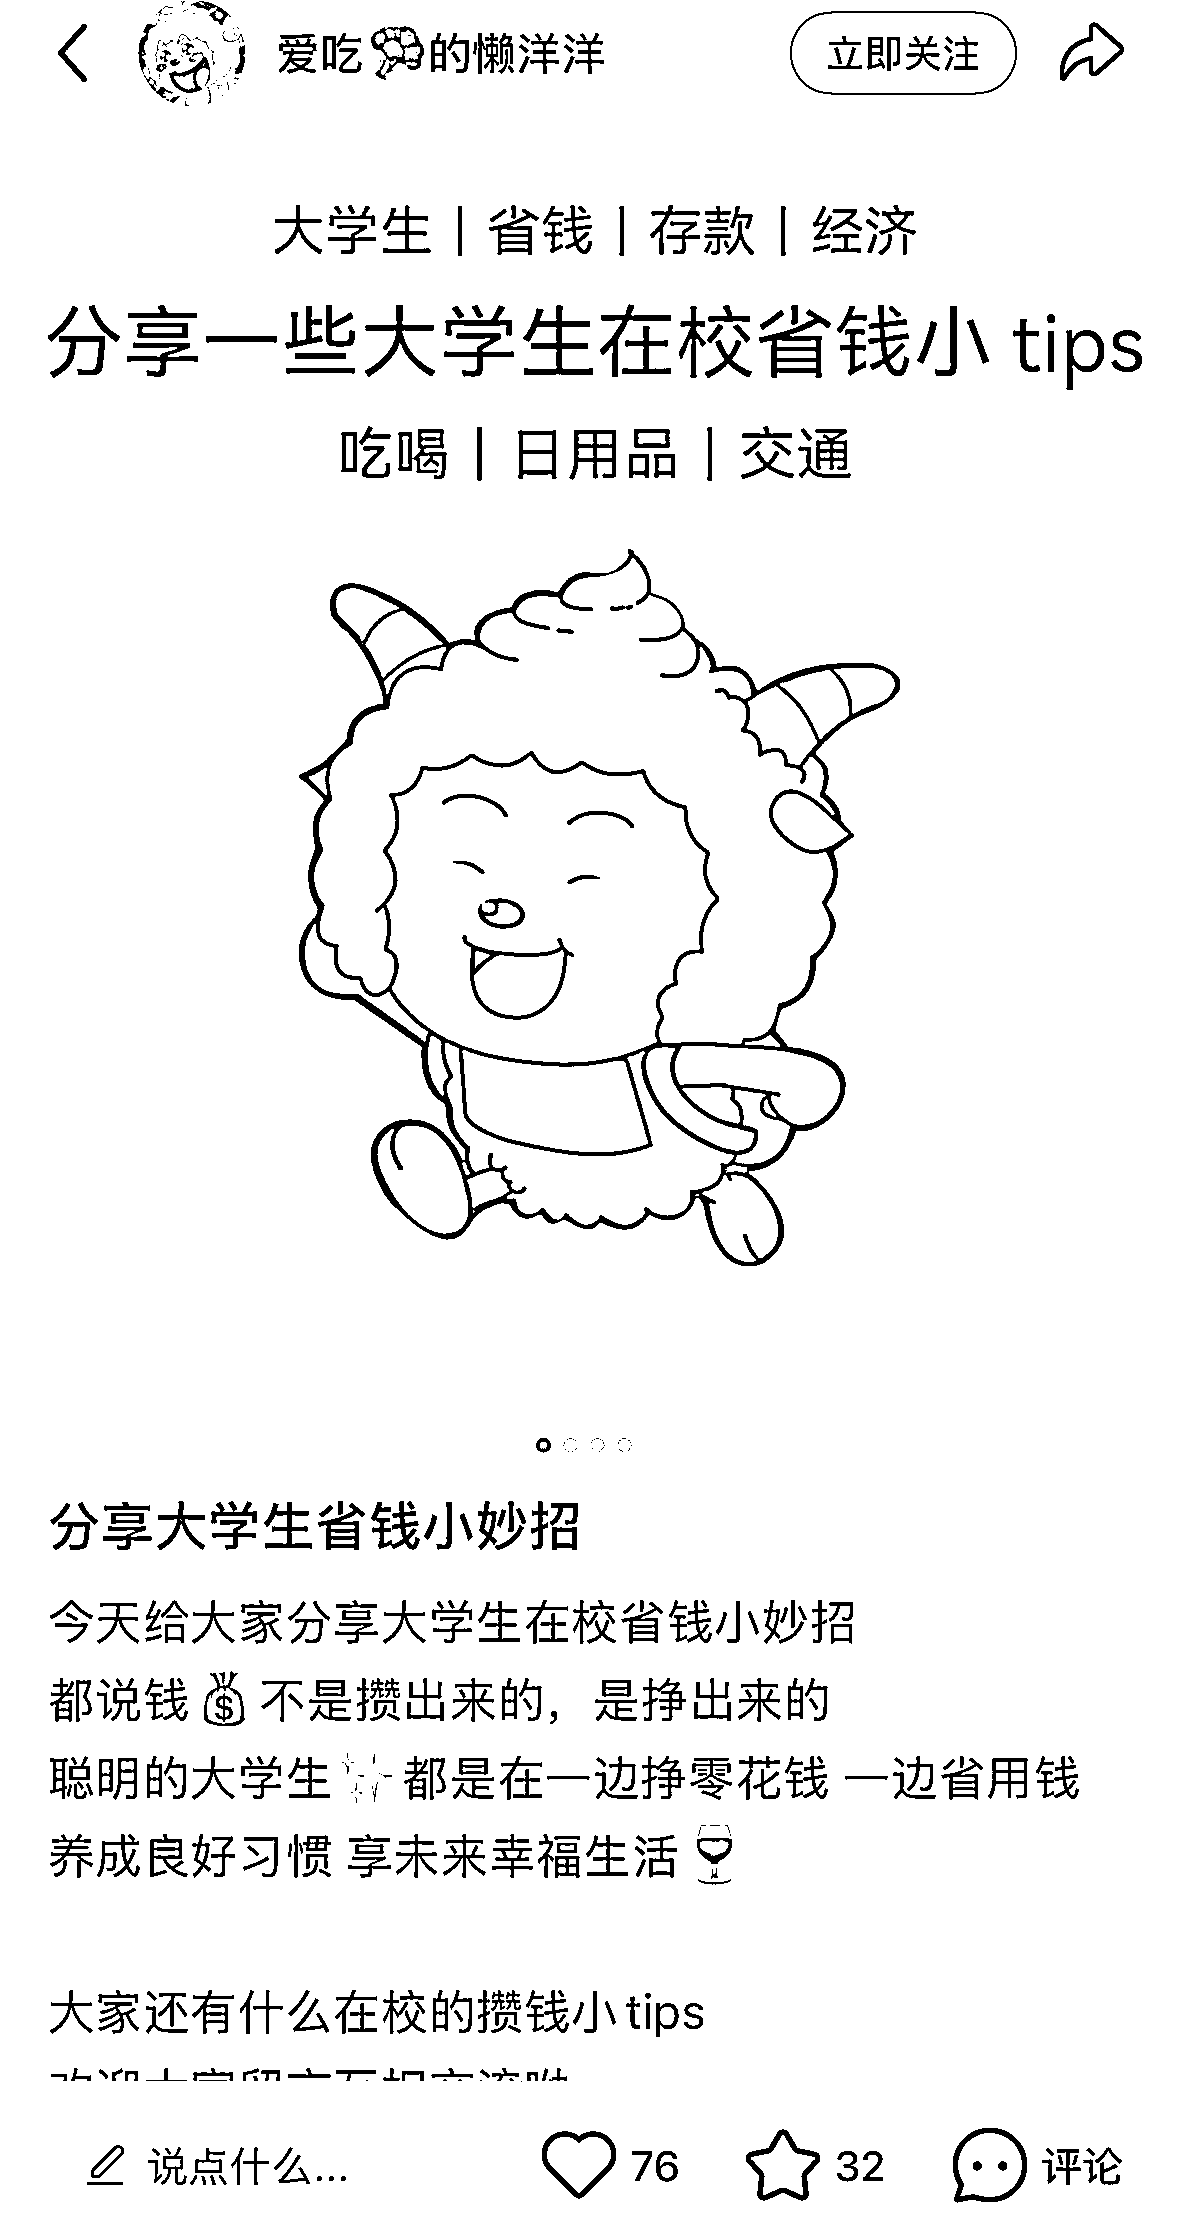 爱吃🥦的懒洋洋 立即关注
大学生｜省钱｜存款｜经济
分享一些大学生在校省钱小 tips
吃喝｜日用品｜交通
分享大学生省钱小妙招
今天给大家分享大学生在校省钱小妙招
都说钱💰不是攒出来的，是挣出来的
聪明的大学生✨都是在一边挣零花钱 一边省用钱
养成良好习惯 享未来幸福生活🍷
大家还有什么在校的攒钱小tips
说点什么... 76 32 评论